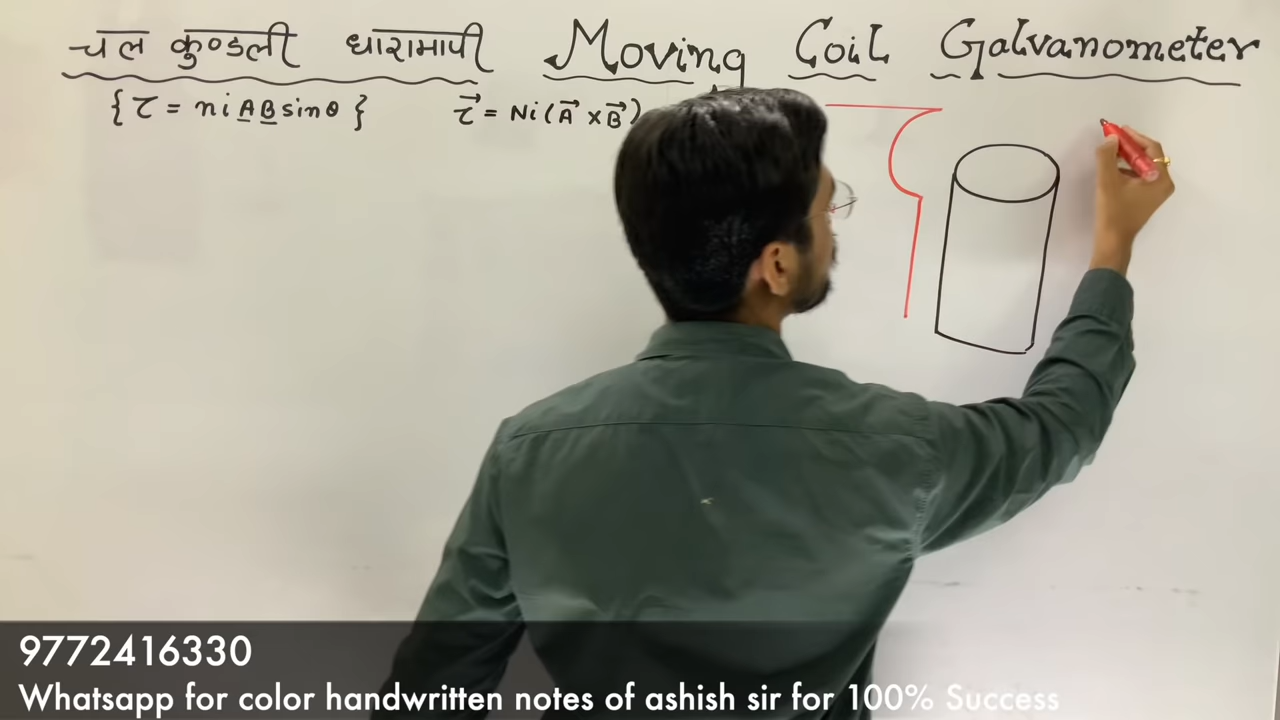 चल कुण्डली धारामापी Moving Coil Galvanometer
{ τ = niABsinθ } τ⃗ = Ni(A⃗ × B⃗)
9772416330
Whatsapp for color handwritten notes of ashish sir for 100% Success